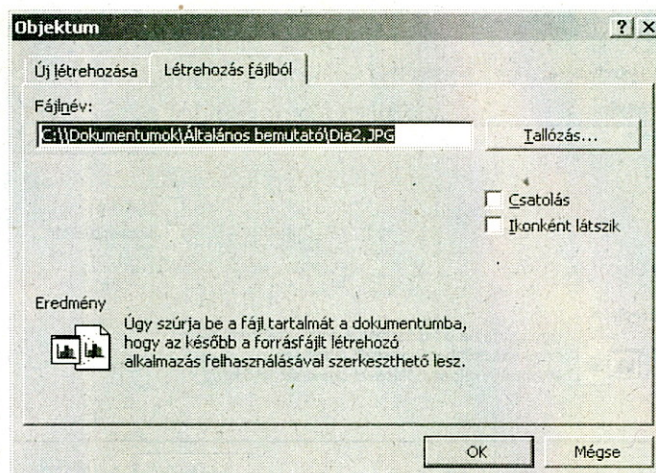 Objektum
Új létrehozása
Létrehozás fájlból
Fájlnév:
C:\\Dokumentumok\Általános bemutató\Dia2.JPG
Tallózás...
Csatolás
Ikonként látszik
Eredmény
Úgy szúrja be a fájl tartalmát a dokumentumba,
hogy az később a forrásfájlt létrehozó
alkalmazás felhasználásával szerkeszthető lesz.
OK
Mégse